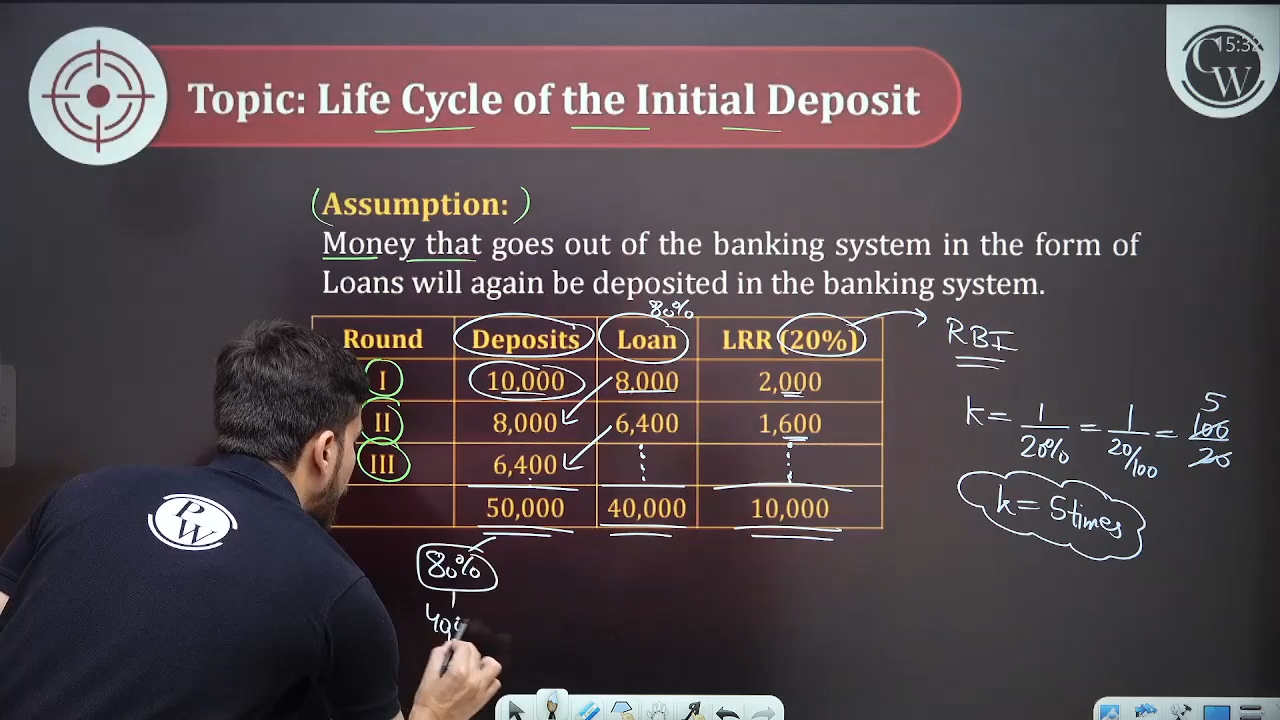 5:32
CW
Topic: Life Cycle of the Initial Deposit
(Assumption:)
Money that goes out of the banking system in the form of
Loans will again be deposited in the banking system.
80%
Round Deposits Loan LRR (20%) RBI
I 10,000 8,000 2,000
II 8,000 6,400 1,600
III 6,400
50,000 40,000 10,000
k = 1/20% = 1/20/100 = 100/20 5
k = 5 times
80%
PW